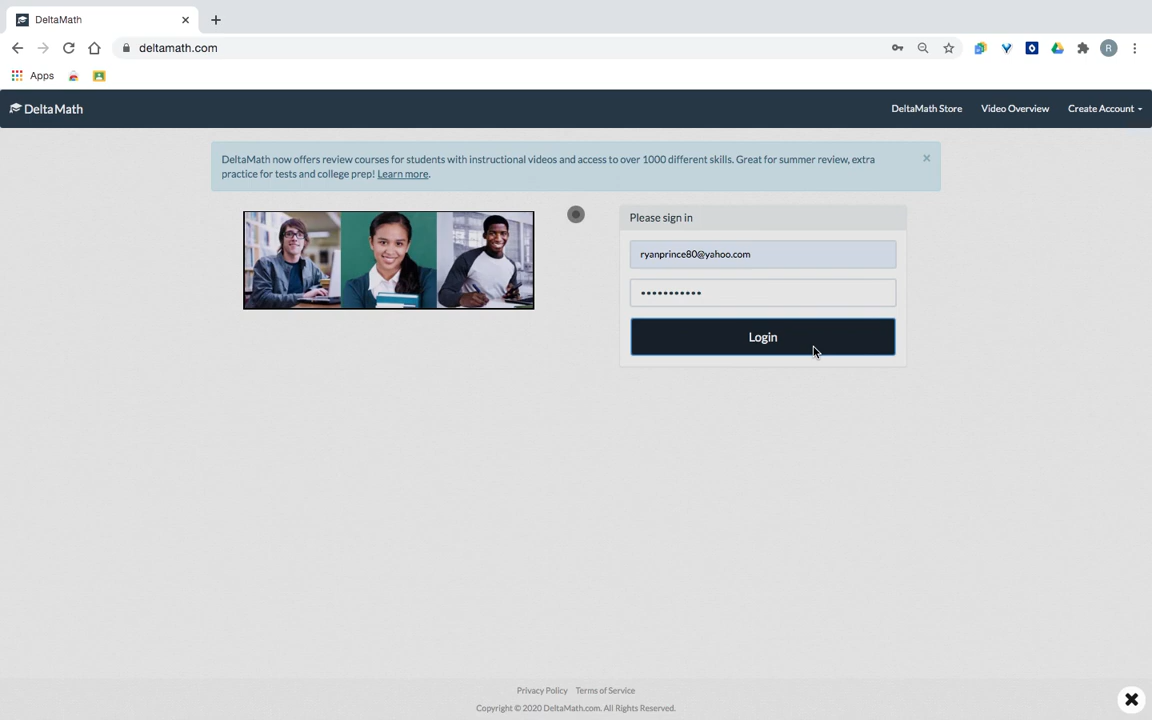 DeltaMath
deltamath.com
R
Apps
DeltaMath
DeltaMath Store
Video Overview
Create Account
DeltaMath now offers review courses for students with instructional videos and access to over 1000 different skills. Great for summer review, extra
practice for tests and college prep! Learn more.
Please sign in
ryanprince80@yahoo.com
Login
Privacy Policy Terms of Service
Copyright © 2020 DeltaMath.com. All Rights Reserved.